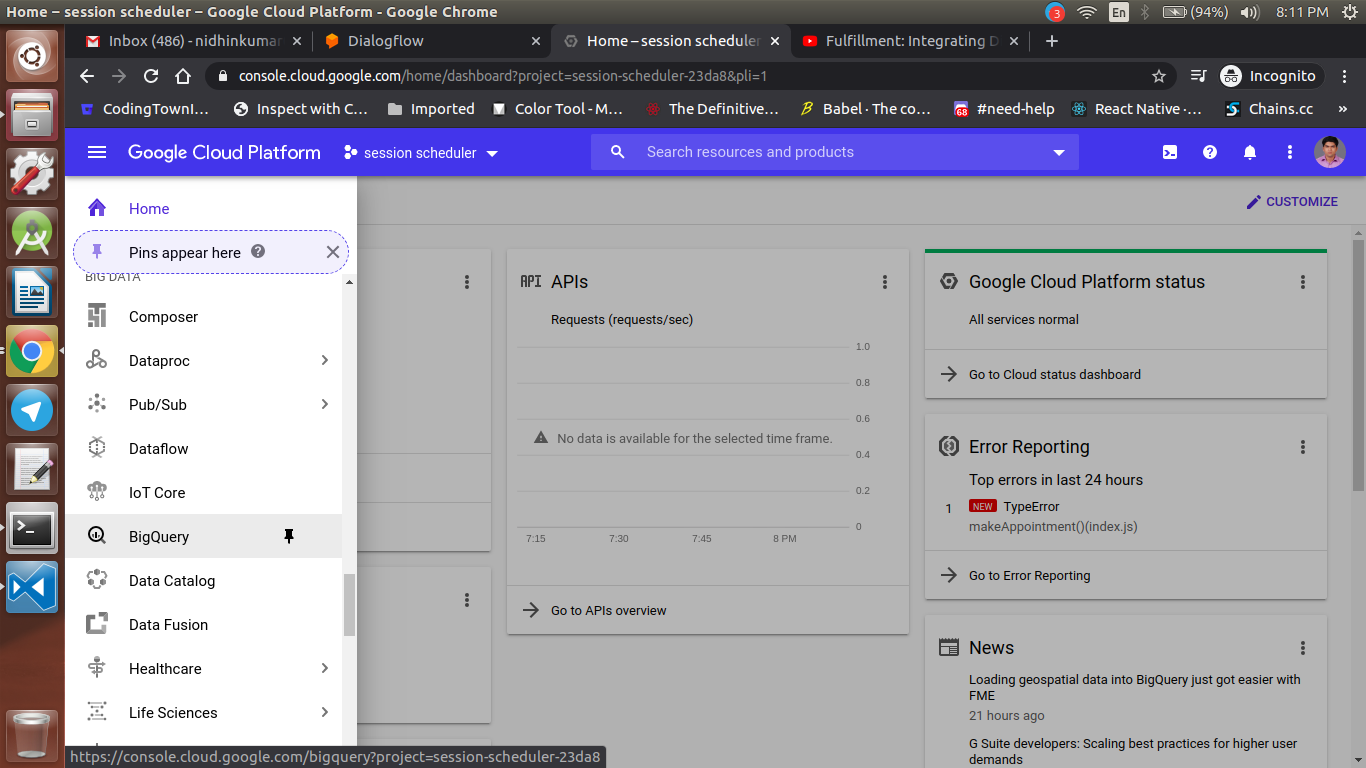 Home – session scheduler – Google Cloud Platform - Google Chrome
3
En
(94%)
8:11 PM
Inbox (486) - nidhinkumar
Dialogflow
Home – session scheduler
Fulfillment: Integrating D
console.cloud.google.com/home/dashboard?project=session-scheduler-23da8&pli=1
Incognito
CodingTownI…
Inspect with C…
Imported
Color Tool - M…
The Definitive…
Babel · The co…
68
#need-help
React Native ·…
Chains.cc
»
Google Cloud Platform
session scheduler
Search resources and products
Home
CUSTOMIZE
Pins appear here
BIG DATA
Composer
Dataproc
Pub/Sub
Dataflow
IoT Core
BigQuery
Data Catalog
Data Fusion
Healthcare
Life Sciences
API APIs
Requests (requests/sec)
1.0
0.8
0.6
No data is available for the selected time frame.
0.4
0.2
0
7:15 7:30 7:45 8 PM
Go to APIs overview
Google Cloud Platform status
All services normal
Go to Cloud status dashboard
Error Reporting
Top errors in last 24 hours
1 NEW TypeError
makeAppointment()(index.js)
Go to Error Reporting
News
Loading geospatial data into BigQuery just got easier with
FME
21 hours ago
G Suite developers: Scaling best practices for higher user
demands
https://console.cloud.google.com/bigquery?project=session-scheduler-23da8